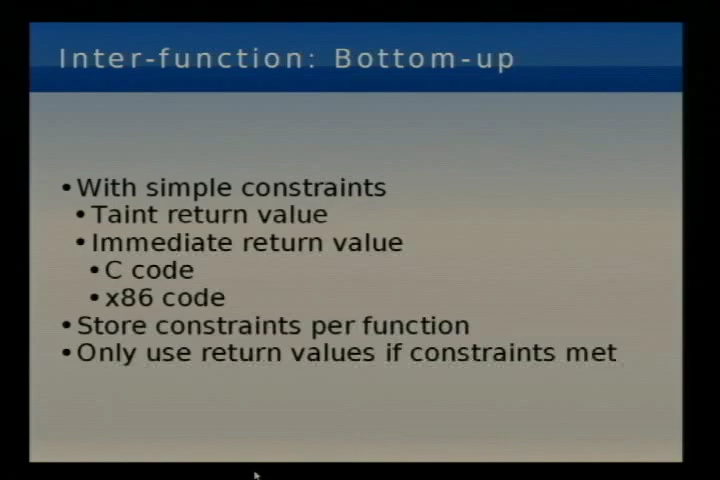 Inter-function: Bottom-up
•With simple constraints
•Taint return value
•Immediate return value
•C code
•x86 code
•Store constraints per function
•Only use return values if constraints met